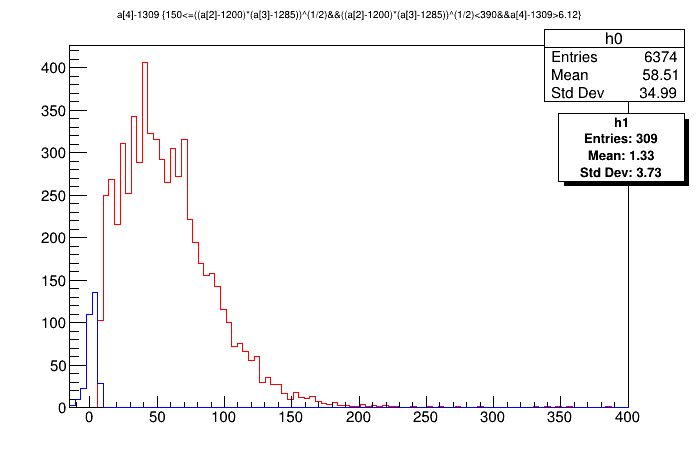 a[4]-1309 {150<=((a[2]-1200)*(a[3]-1285))^(1/2)&&((a[2]-1200)*(a[3]-1285))^(1/2)<390&&a[4]-1309>6.12}
h0
Entries 6374
Mean 58.51
Std Dev 34.99
h1
Entries: 309
Mean: 1.33
Std Dev: 3.73
400
350
300
250
200
150
100
50
0
0 50 100 150 200 250 300 350 400